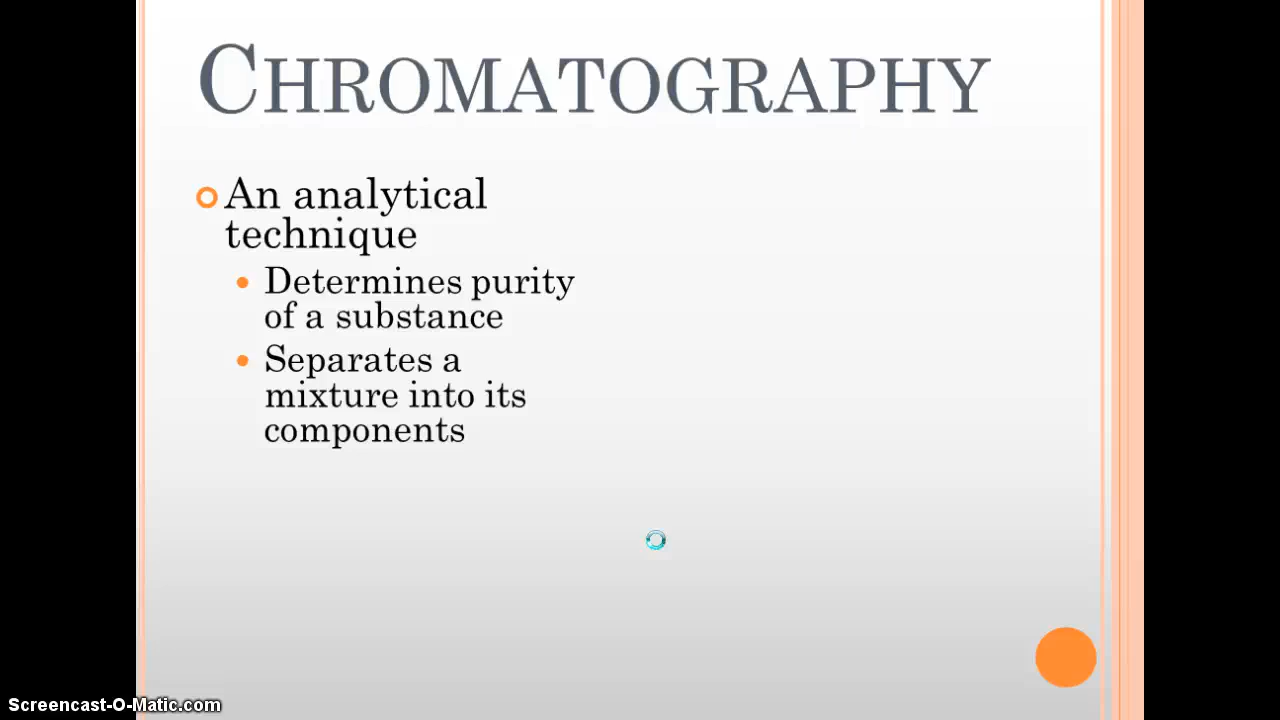 CHROMATOGRAPHY
An analytical
technique
Determines purity
of a substance
Separates a
mixture into its
components
Screencast-O-Matic.com